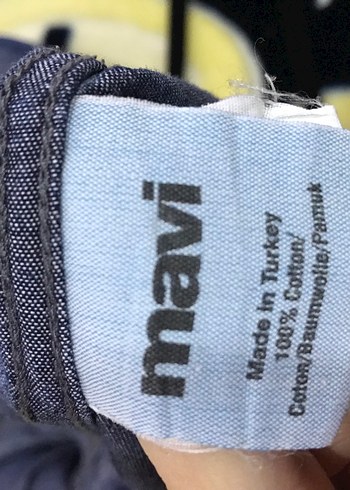 mavi
Made in Turkey
100% Cotton/
Coton/Baumwolle/Pamuk